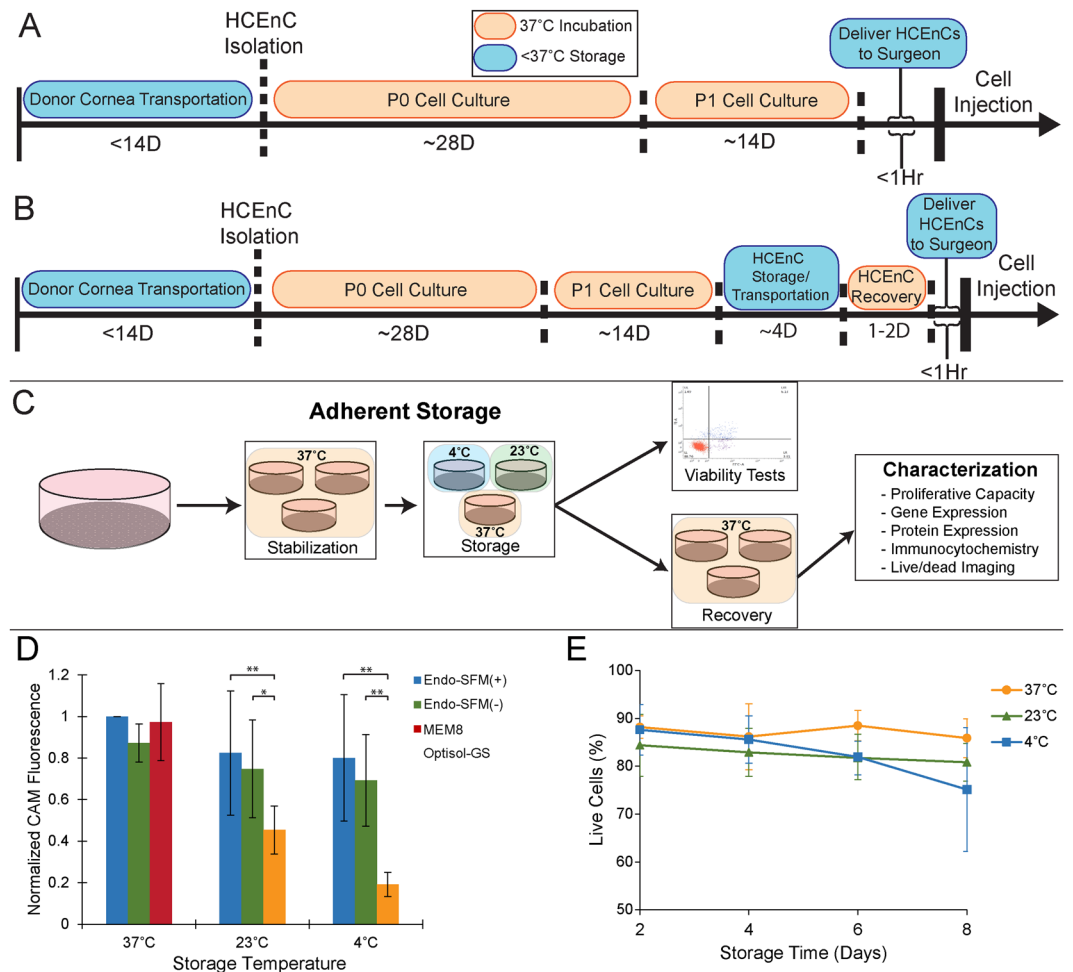 A
HCEnC
Isolation
37°C Incubation
<37°C Storage
Deliver HCEnCs
to Surgeon
Cell
Injection
Donor Cornea Transportation
P0 Cell Culture
P1 Cell Culture
<14D
~28D
~14D
<1Hr
B
HCEnC
Isolation
Deliver
HCEnCs
to Surgeon
Cell
Injection
Donor Cornea Transportation
P0 Cell Culture
P1 Cell Culture
HCEnC
Storage/
Transportation
HCEnC
Recovery
<14D
~28D
~14D
~4D
1-2D
<1Hr
C
Adherent Storage
37°C
Stabilization
4°C
23°C
37°C
Storage
Viability Tests
37°C
Recovery
Characterization
- Proliferative Capacity
- Gene Expression
- Protein Expression
- Immunocytochemistry
- Live/dead Imaging
D
Normalized CAM Fluorescence
1.2
1
0.8
0.6
0.4
0.2
0
**
*
**
**
Endo-SFM(+)
Endo-SFM(-)
MEM8
Optisol-GS
37°C
23°C
4°C
Storage Temperature
E
Live Cells (%)
100
90
80
70
60
50
37°C
23°C
4°C
2
4
6
8
Storage Time (Days)